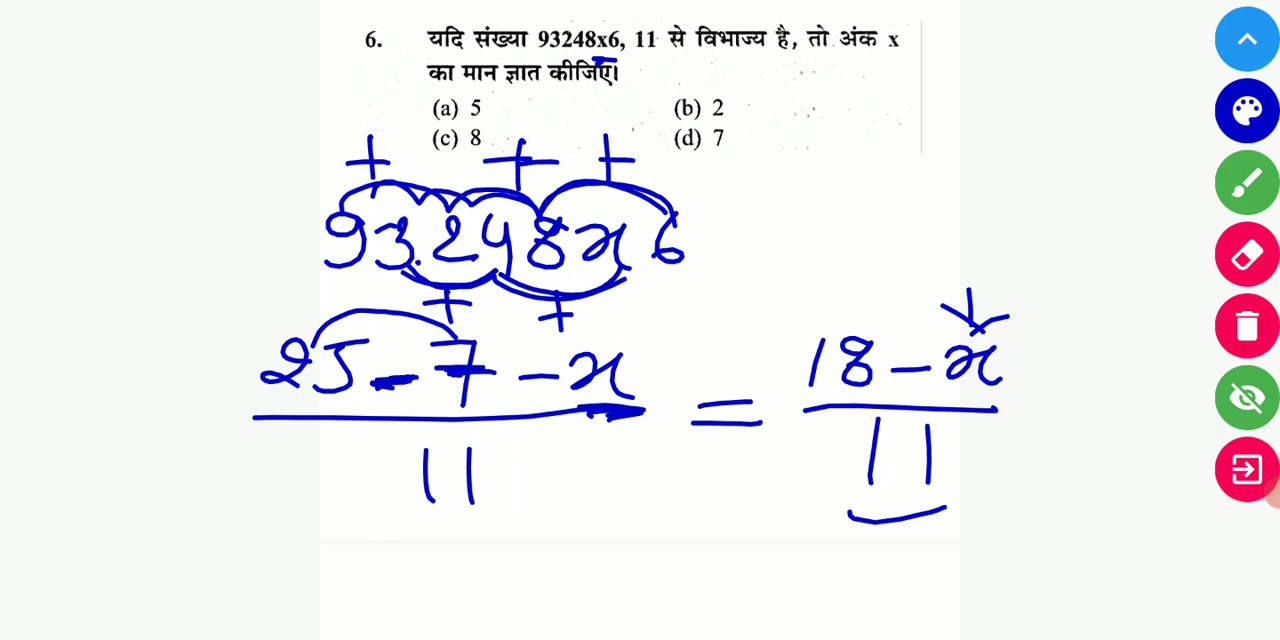 6. यदि संख्या 93248x6, 11 से विभाज्य है, तो अंक x
का मान ज्ञात कीजिए।
(a) 5 (b) 2
(c) 8 (d) 7
+ + +
93248x6
+ +
25 - 7 - x = 18 - x
11 11